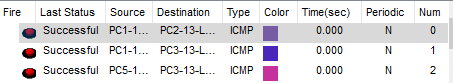 Fire Last Status Source Destination Type Color Time(sec) Periodic Num
Successful PC1-1... PC2-13-L... ICMP 0.000 N 0
Successful PC1-1... PC3-13-L... ICMP 0.000 N 1
Successful PC5-1... PC3-13-L... ICMP 0.000 N 2